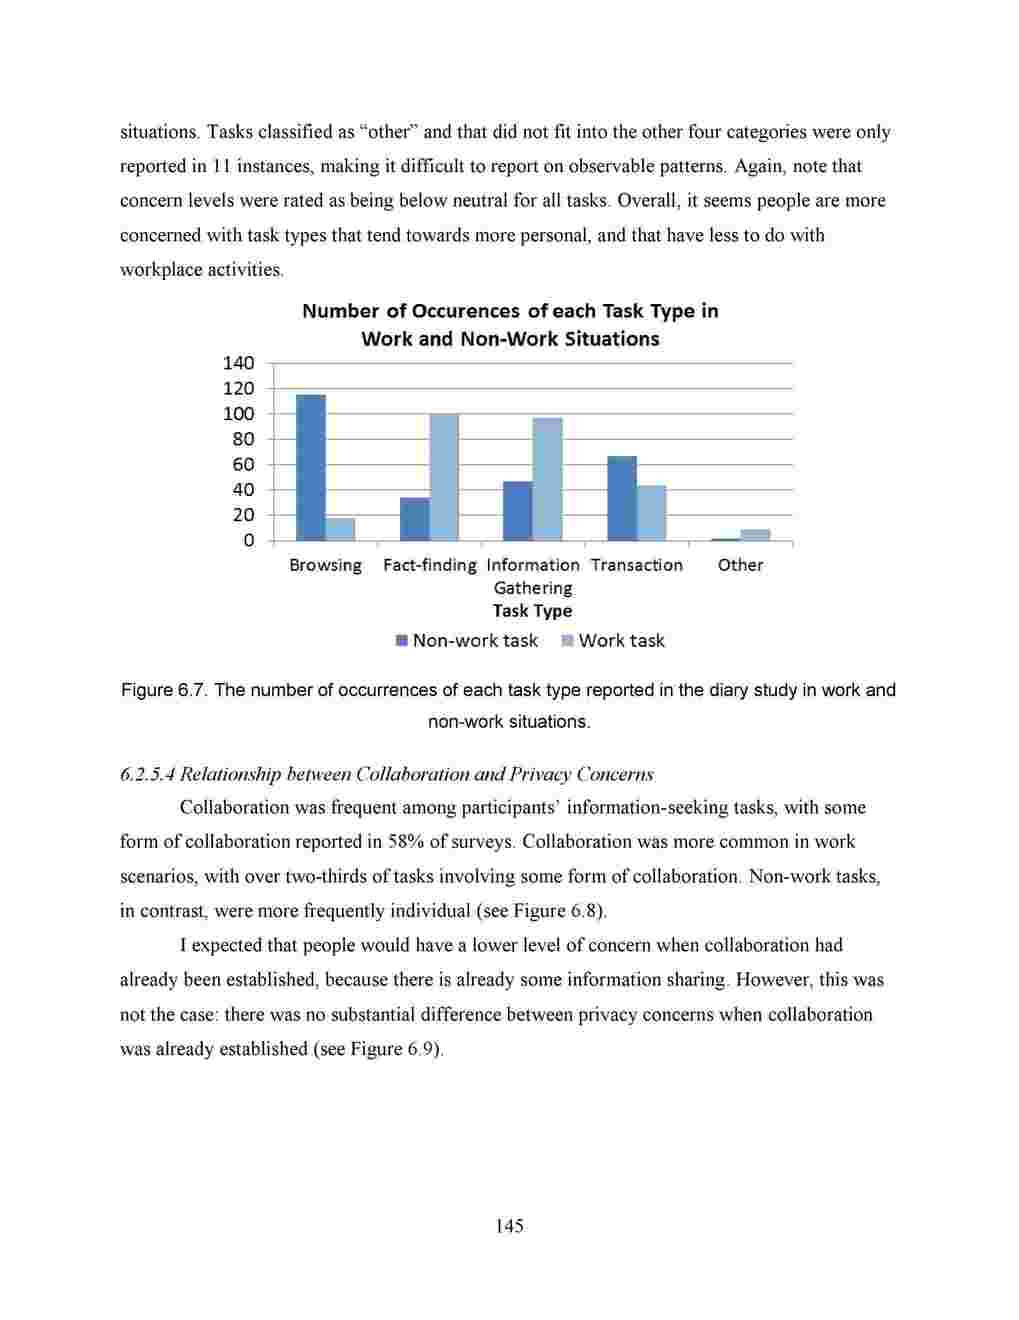 situations. Tasks classified as “other” and that did not fit into the other four categories were only
reported in 11 instances, making it difficult to report on observable patterns. Again, note that
concern levels were rated as being below neutral for all tasks. Overall, it seems people are more
concerned with task types that tend towards more personal, and that have less to do with
workplace activities.
Number of Occurences of each Task Type in
Work and Non-Work Situations
140
120
100
80
60
40
20
0
Browsing Fact-finding Information Transaction Other
Gathering
Task Type
Non-work task Work task
Figure 6.7. The number of occurrences of each task type reported in the diary study in work and
non-work situations.
6.2.5.4 Relationship between Collaboration and Privacy Concerns
Collaboration was frequent among participants’ information-seeking tasks, with some
form of collaboration reported in 58% of surveys. Collaboration was more common in work
scenarios, with over two-thirds of tasks involving some form of collaboration. Non-work tasks,
in contrast, were more frequently individual (see Figure 6.8).
I expected that people would have a lower level of concern when collaboration had
already been established, because there is already some information sharing. However, this was
not the case: there was no substantial difference between privacy concerns when collaboration
was already established (see Figure 6.9).
145